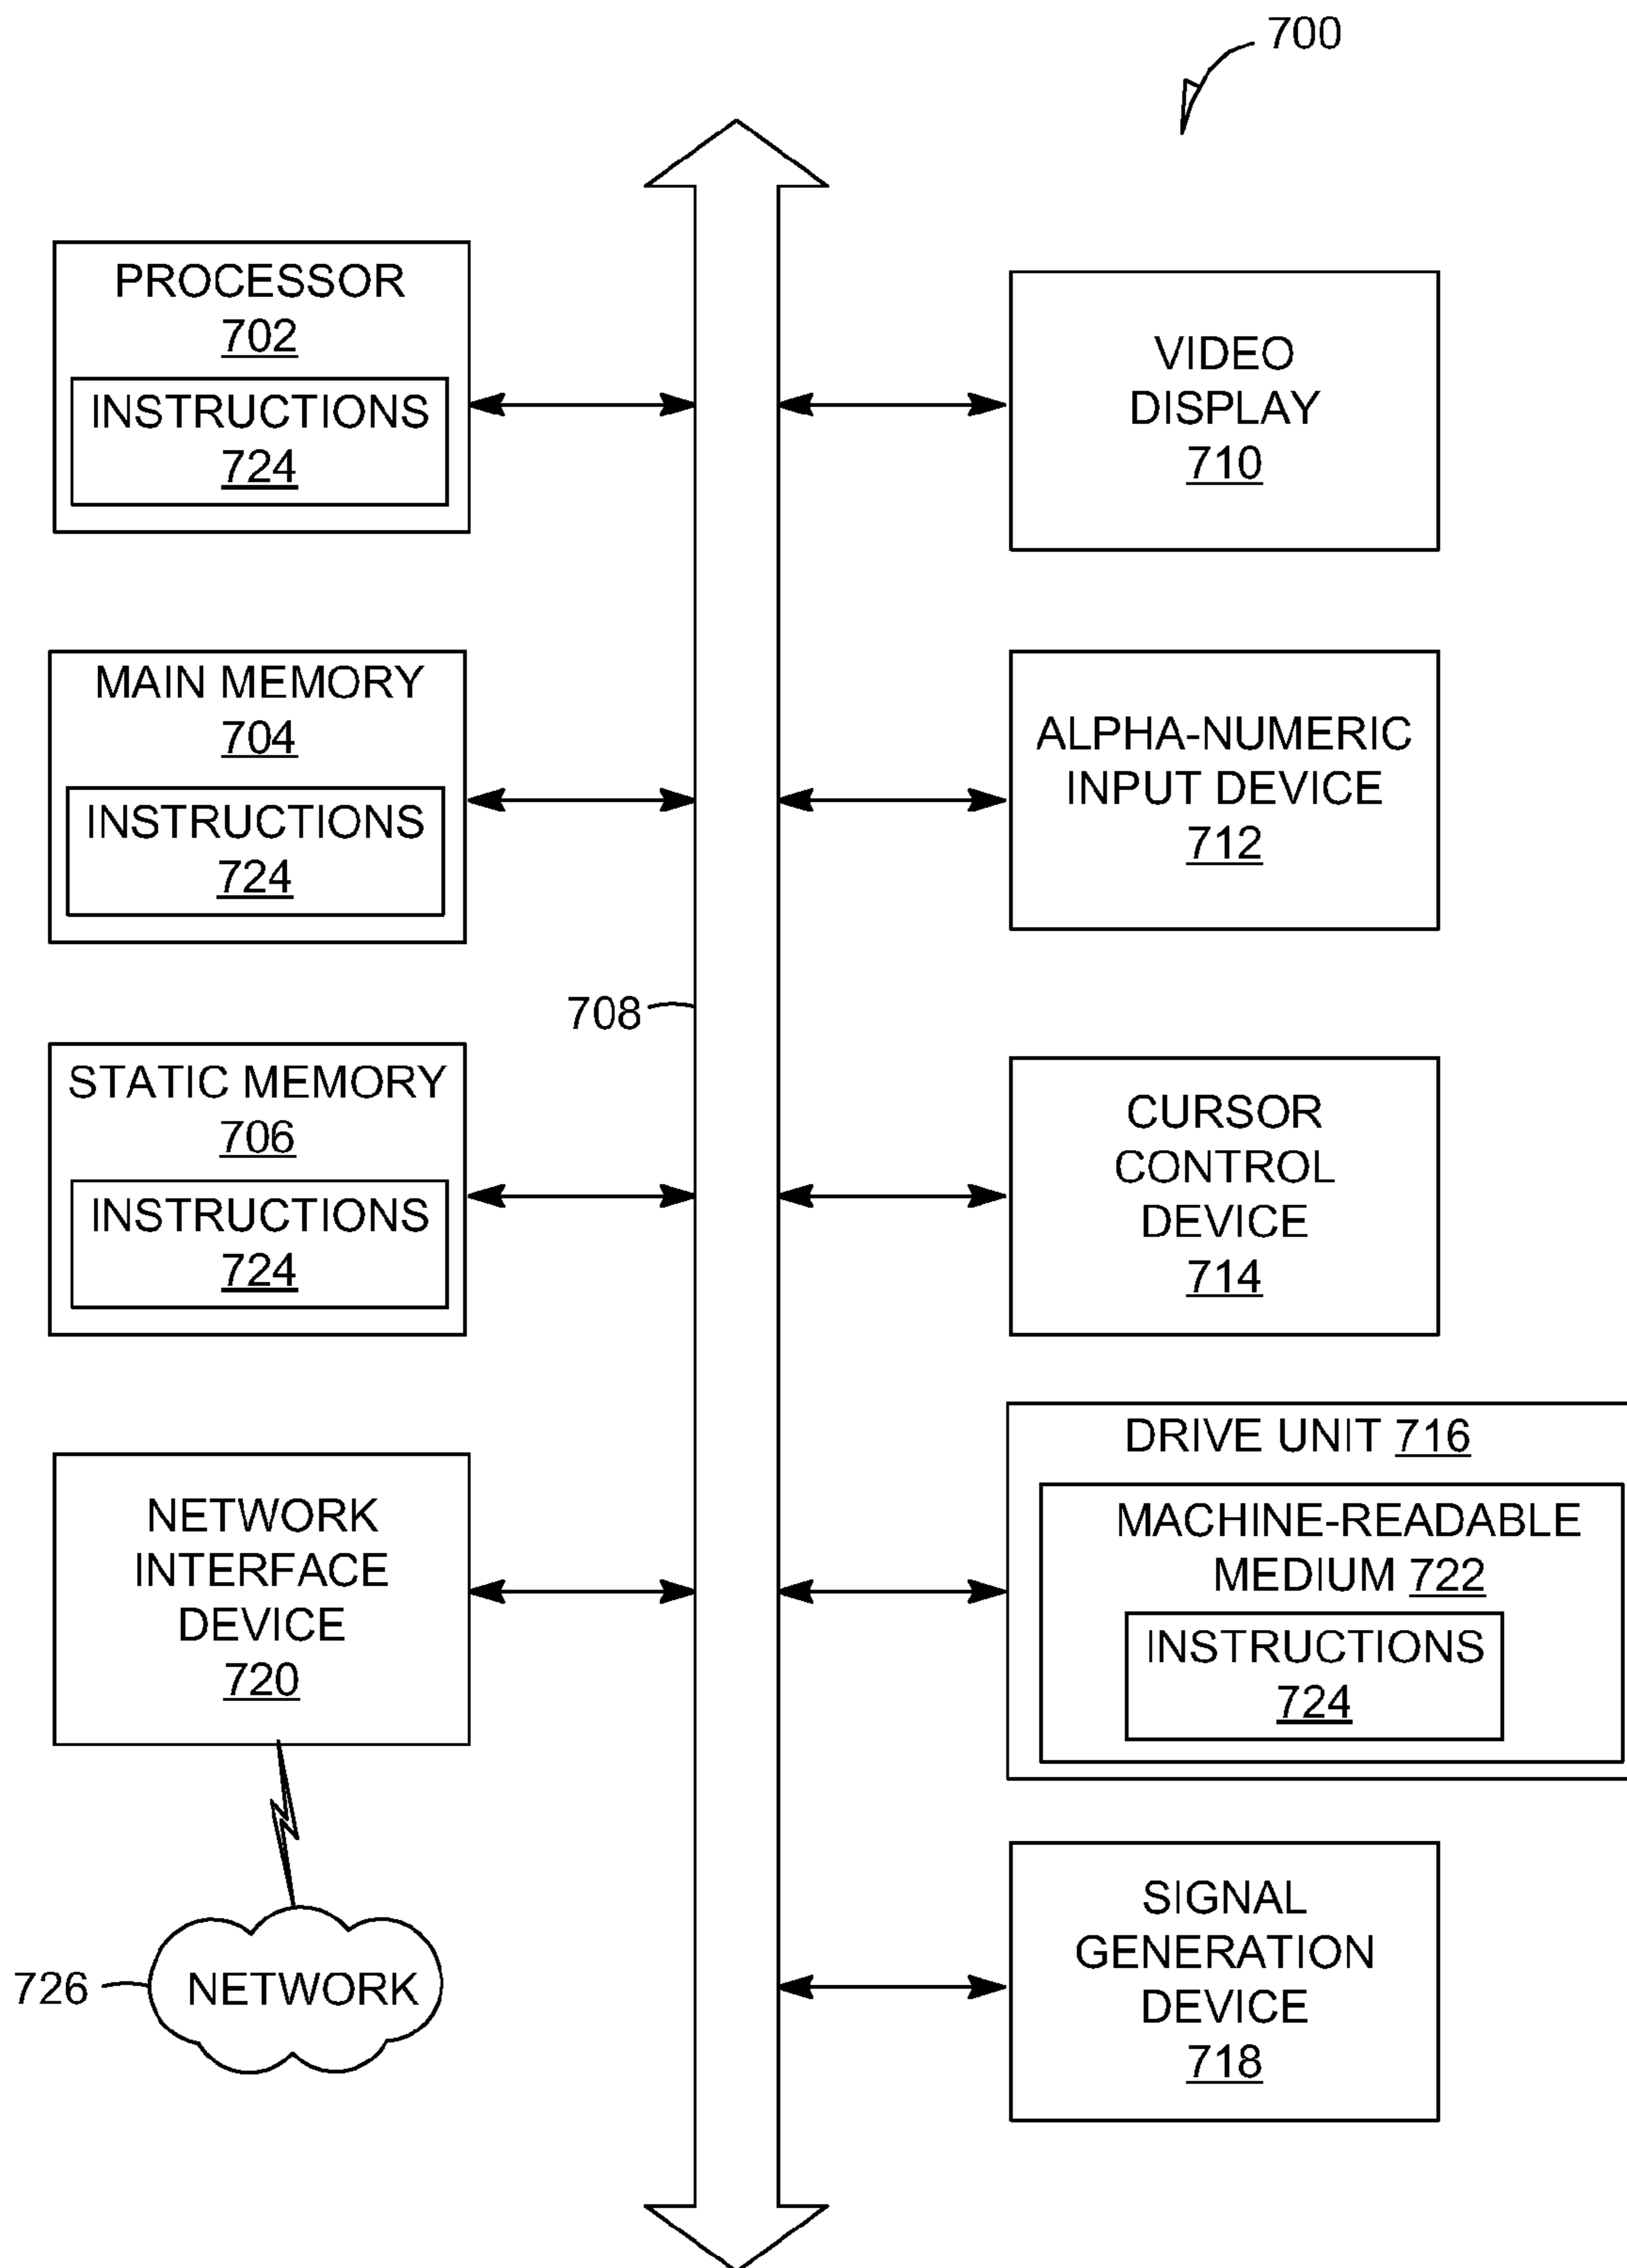 700
PROCESSOR
702
INSTRUCTIONS
724
VIDEO
DISPLAY
710
MAIN MEMORY
704
INSTRUCTIONS
724
ALPHA-NUMERIC
INPUT DEVICE
712
708
STATIC MEMORY
706
INSTRUCTIONS
724
CURSOR
CONTROL
DEVICE
714
NETWORK
INTERFACE
DEVICE
720
DRIVE UNIT 716
MACHINE-READABLE
MEDIUM 722
INSTRUCTIONS
724
726
NETWORK
SIGNAL
GENERATION
DEVICE
718